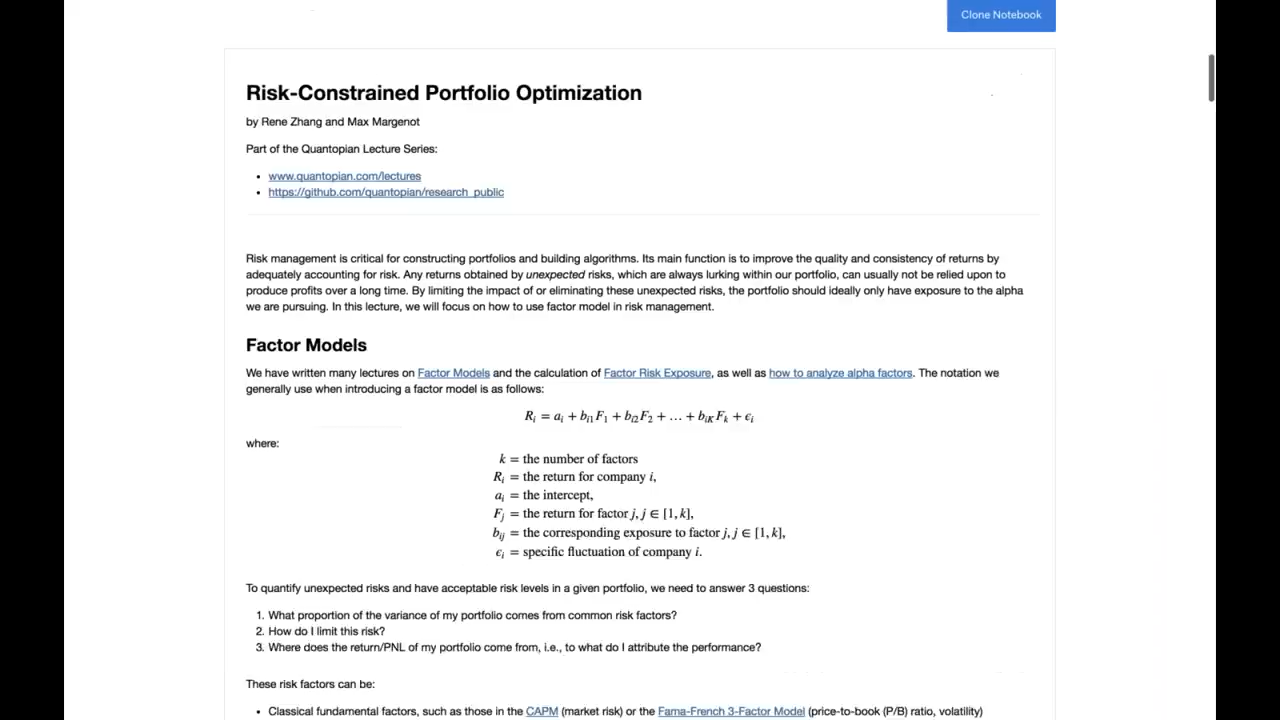 Clone Notebook
Risk-Constrained Portfolio Optimization
by Rene Zhang and Max Margenot
Part of the Quantopian Lecture Series:
• www.quantopian.com/lectures
• https://github.com/quantopian/research_public
Risk management is critical for constructing portfolios and building algorithms. Its main function is to improve the quality and consistency of returns by
adequately accounting for risk. Any returns obtained by unexpected risks, which are always lurking within our portfolio, can usually not be relied upon to
produce profits over a long time. By limiting the impact of or eliminating these unexpected risks, the portfolio should ideally only have exposure to the alpha
we are pursuing. In this lecture, we will focus on how to use factor model in risk management.
Factor Models
We have written many lectures on Factor Models and the calculation of Factor Risk Exposure, as well as how to analyze alpha factors. The notation we
generally use when introducing a factor model is as follows:
R_i = a_i + b_{i1}F_1 + b_{i2}F_2 + … + b_{iK}F_k + ϵ_i
where:
k = the number of factors
R_i = the return for company i,
a_i = the intercept,
F_j = the return for factor j, j ∈ [1, k],
b_{ij} = the corresponding exposure to factor j, j ∈ [1, k],
ϵ_i = specific fluctuation of company i.
To quantify unexpected risks and have acceptable risk levels in a given portfolio, we need to answer 3 questions:
1. What proportion of the variance of my portfolio comes from common risk factors?
2. How do I limit this risk?
3. Where does the return/PNL of my portfolio come from, i.e., to what do I attribute the performance?
These risk factors can be:
• Classical fundamental factors, such as those in the CAPM (market risk) or the Fama-French 3-Factor Model (price-to-book (P/B) ratio, volatility)